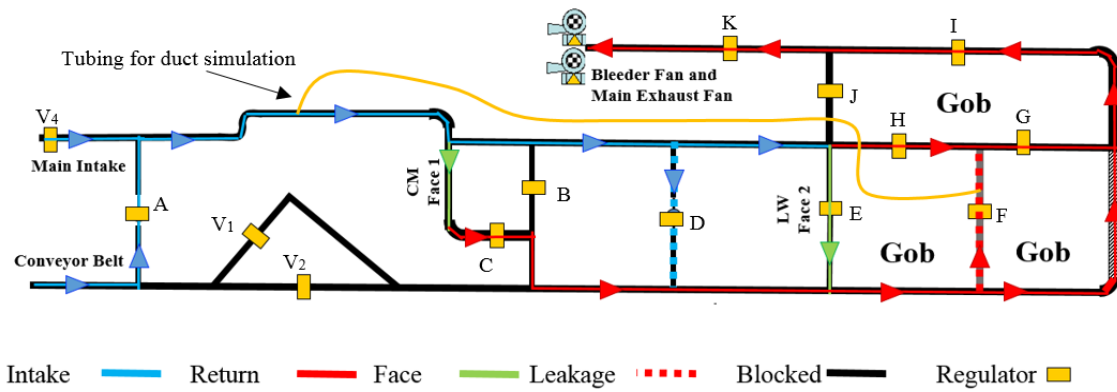 K
I
Tubing for duct simulation
Bleeder Fan and
Main Exhaust Fan
J
Gob
V4
H
G
Main Intake
CM
Face 1
B
A
V1
D
LW
Face 2
E
F
C
Conveyor Belt
V2
Gob
Gob
Intake Return Face Leakage Blocked Regulator